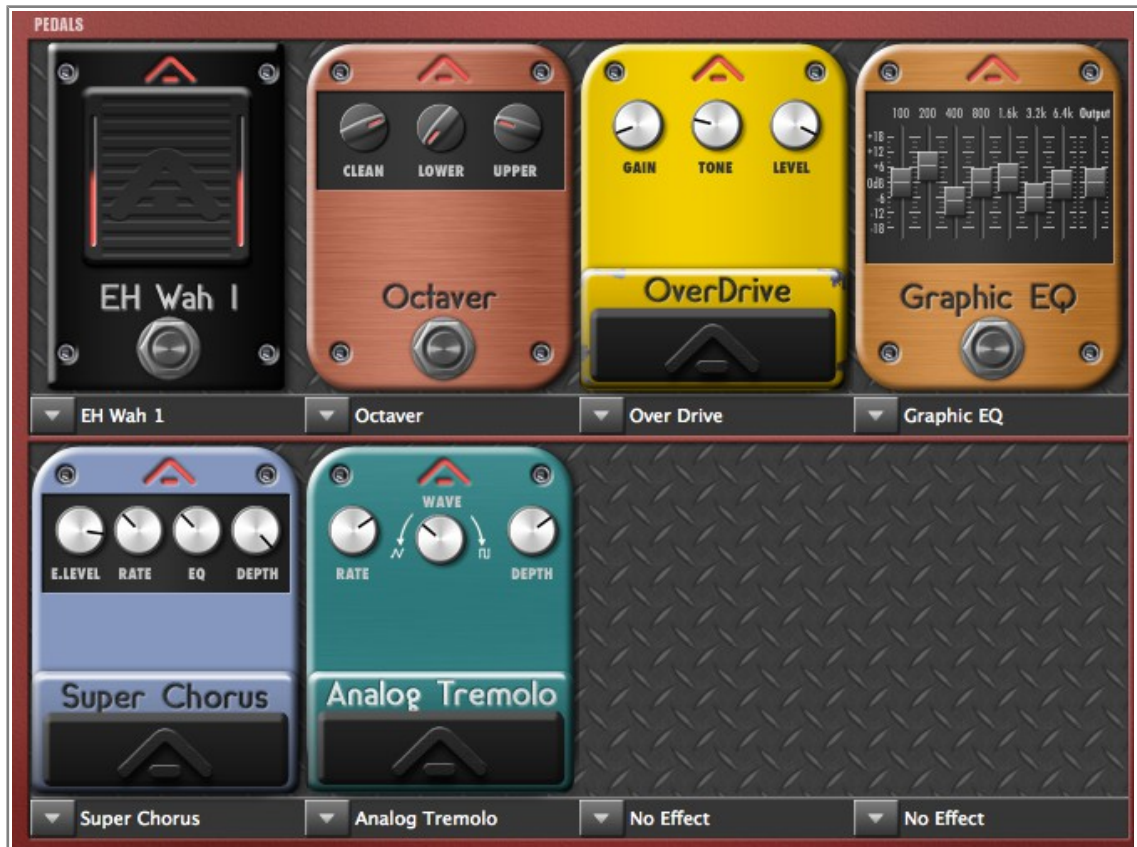 PEDALS
EH Wah 1
CLEAN LOWER UPPER
Octaver
GAIN TONE LEVEL
OverDrive
100 200 400 800 1.6k 3.2k 6.4k Output
+18
+12
+6
0dB
-6
-12
-18
Graphic EQ
EH Wah 1
Octaver
Over Drive
Graphic EQ
E.LEVEL RATE EQ DEPTH
Super Chorus
WAVE
RATE DEPTH
Analog Tremolo
Super Chorus
Analog Tremolo
No Effect
No Effect